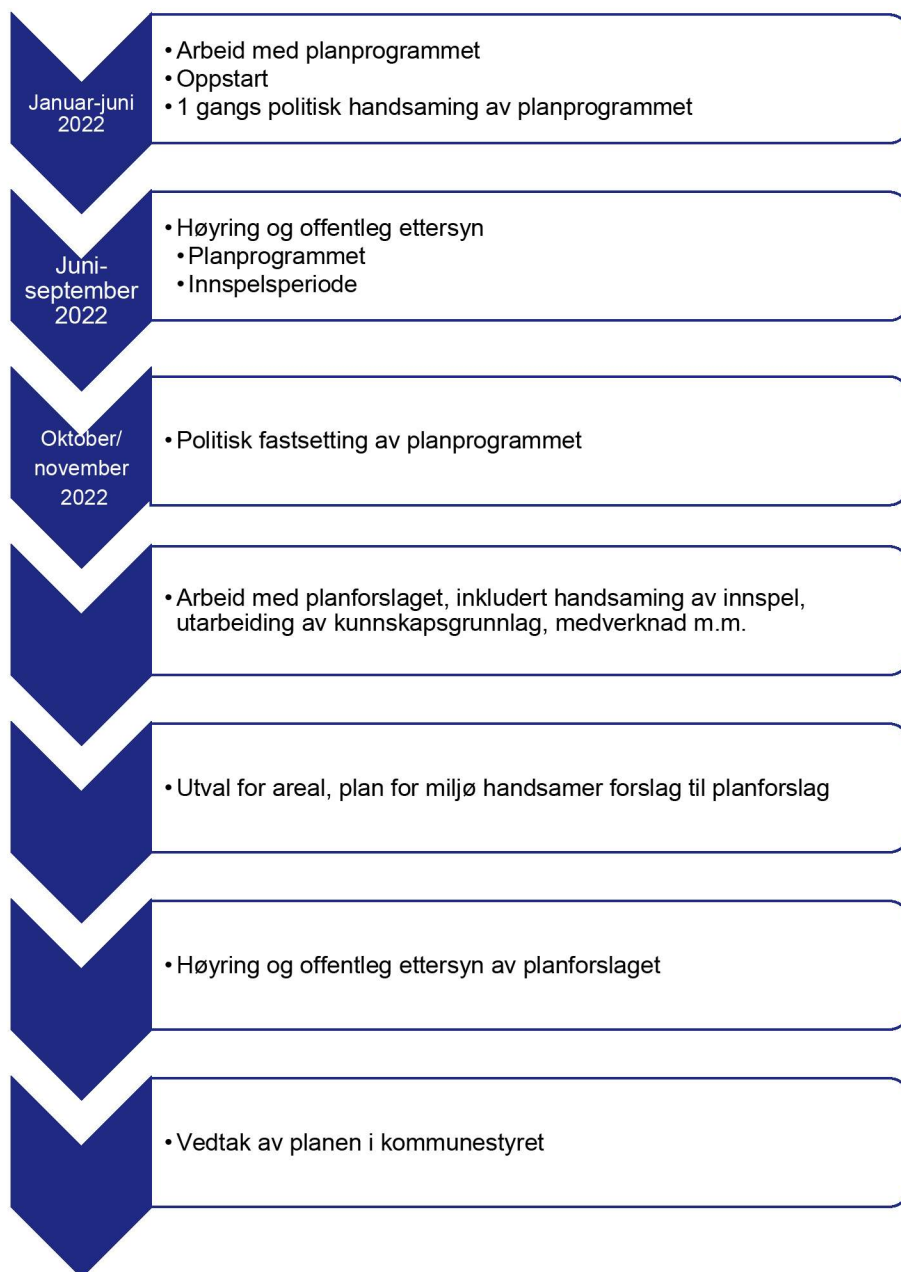 Januar-juni
2022
• Arbeid med planprogrammet
• Oppstart
• 1 gangs politisk handsaming av planprogrammet
Juni-
september
2022
• Høyring og offentleg ettersyn
• Planprogrammet
• Innspelsperiode
Oktober/
november
2022
• Politisk fastsetting av planprogrammet
• Arbeid med planforslaget, inkludert handsaming av innspel,
utarbeiding av kunnskapsgrunnlag, medverknad m.m.
• Utval for areal, plan for miljø handsamer forslag til planforslag
• Høyring og offentleg ettersyn av planforslaget
• Vedtak av planen i kommunestyret